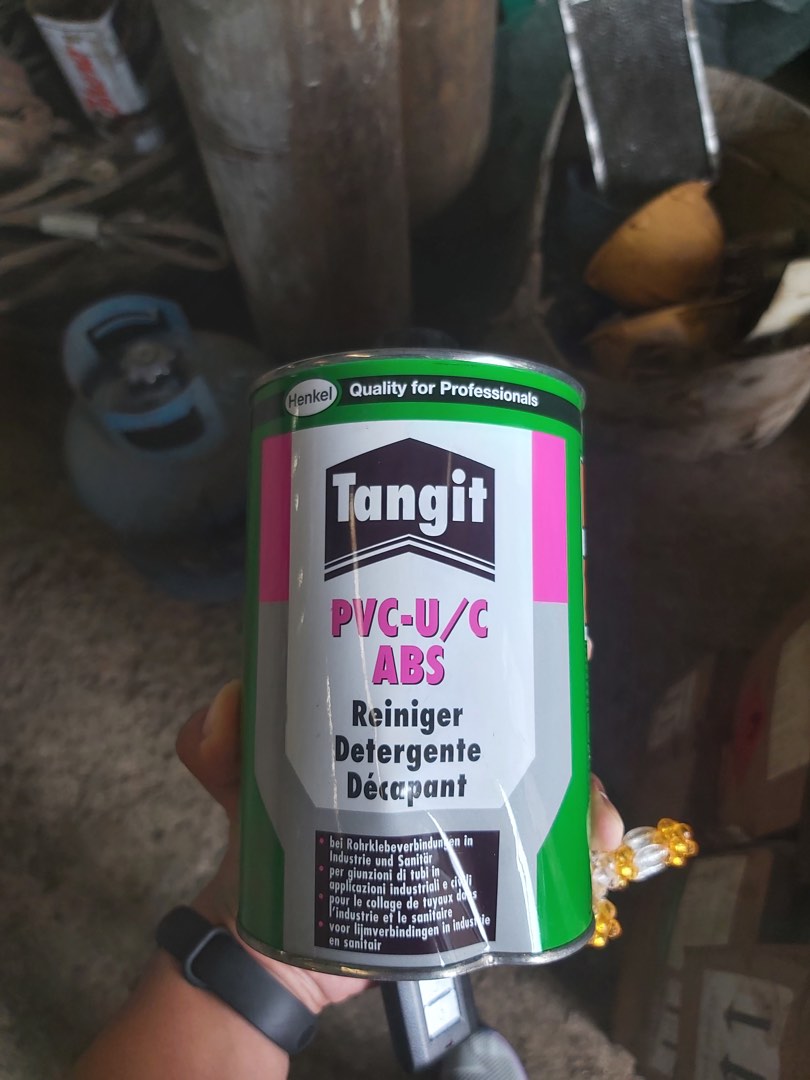 Henkel Quality for Professionals
Tangit
PVC-U/C
ABS
Reiniger
Detergente
Décapant
• bei Rohrklebeverbindungen in
Industrie und Sanitär
• per giunzioni di tubi in
applicazioni industriali e civili
• pour le collage de tuyaux dans
l'industrie et le sanitaire
• voor lijmverbindingen in industrie
en sanitair